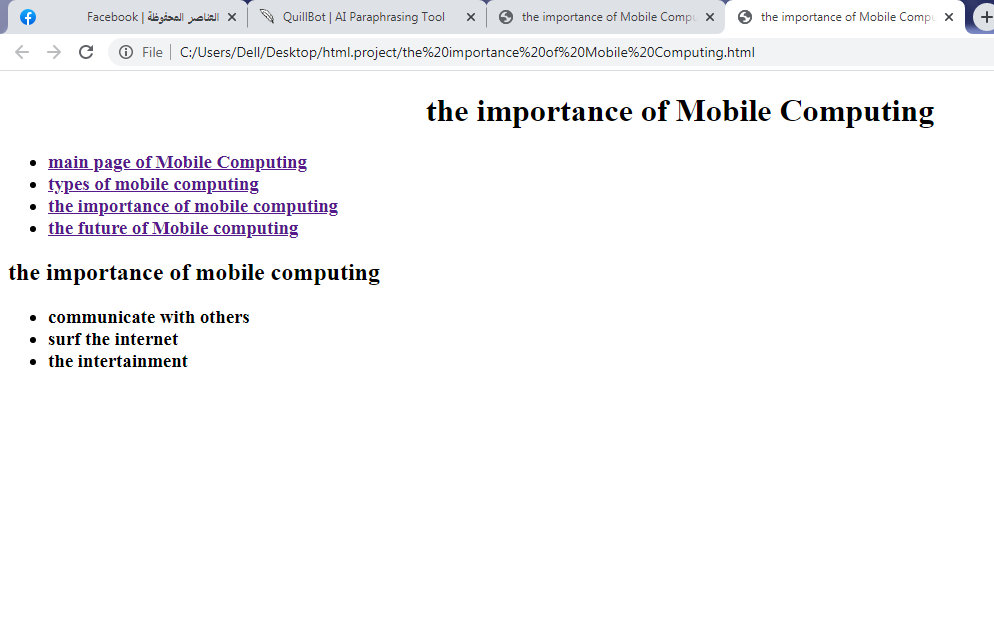 Facebook | العناصر المحفوظة
QuillBot | AI Paraphrasing Tool
the importance of Mobile Compu
the importance of Mobile Compu
File | C:/Users/Dell/Desktop/html.project/the%20importance%20of%20Mobile%20Computing.html
the importance of Mobile Computing
main page of Mobile Computing
types of mobile computing
the importance of mobile computing
the future of Mobile computing
the importance of mobile computing
communicate with others
surf the internet
the intertainment